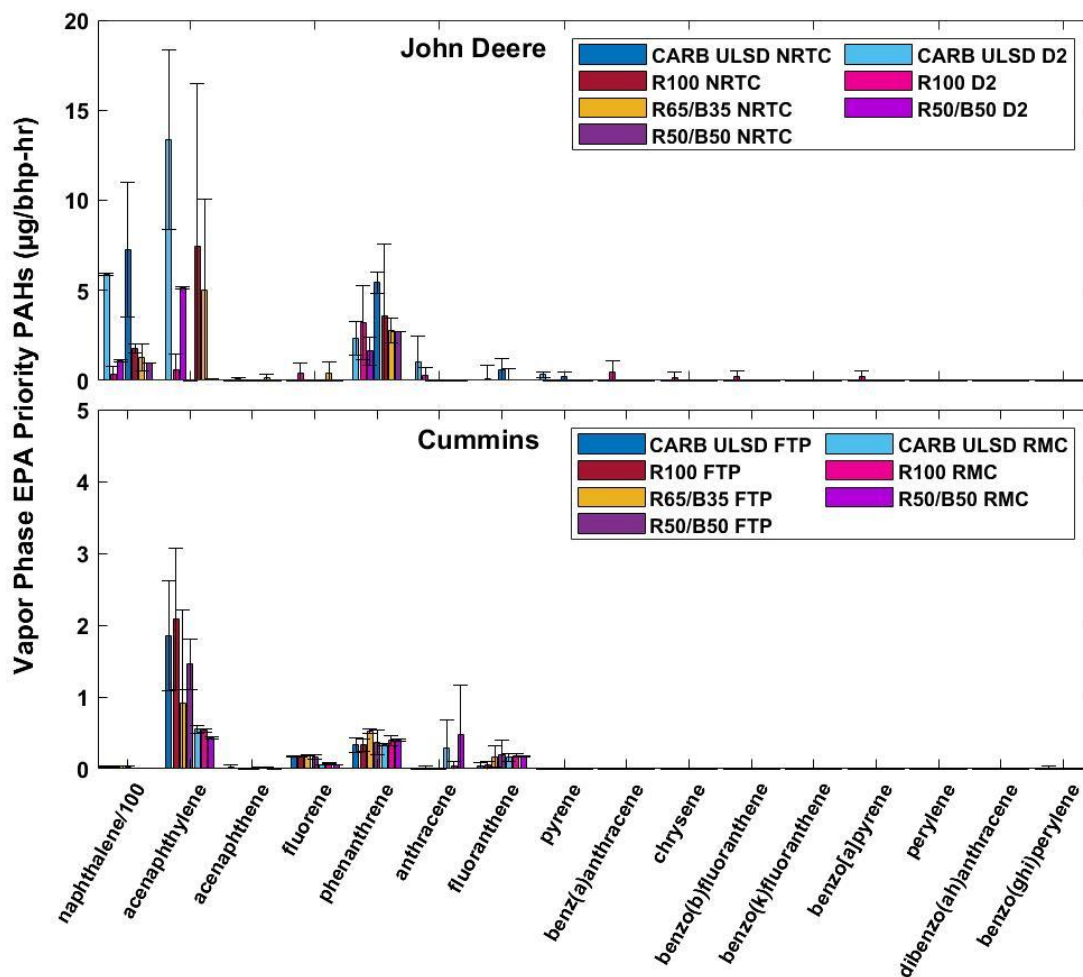 Vapor Phase EPA Priority PAHs (µg/bhp-hr)
John Deere
CARB ULSD NRTC
CARB ULSD D2
R100 NRTC
R100 D2
R65/B35 NRTC
R50/B50 D2
R50/B50 NRTC
20
15
10
5
0
Cummins
CARB ULSD FTP
CARB ULSD RMC
R100 FTP
R100 RMC
R65/B35 FTP
R50/B50 RMC
R50/B50 FTP
5
4
3
2
1
0
naphthalene/100
acenaphthylene
acenaphthene
fluorene
phenanthrene
anthracene
fluoranthene
pyrene
benz(a)anthracene
chrysene
benzo(b)fluoranthene
benzo(k)fluoranthene
benzo[a]pyrene
perylene
dibenzo(ah)anthracene
benzo(ghi)perylene